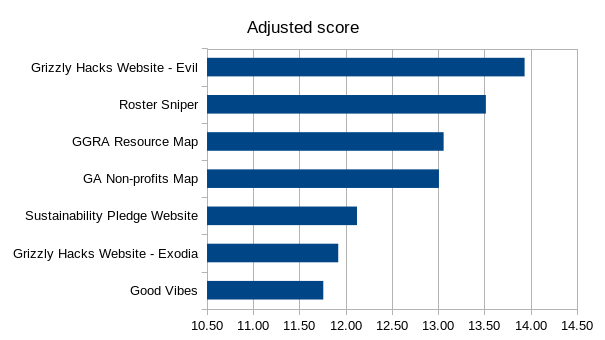 Adjusted score
Grizzly Hacks Website - Evil
Roster Sniper
GGRA Resource Map
GA Non-profits Map
Sustainability Pledge Website
Grizzly Hacks Website - Exodia
Good Vibes
10.50 11.00 11.50 12.00 12.50 13.00 13.50 14.00 14.50